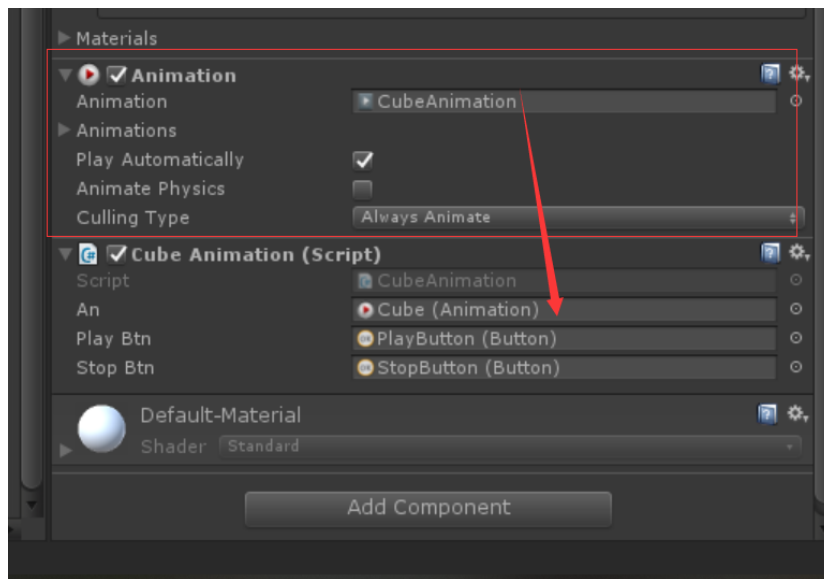 Materials
Animation
Animation CubeAnimation
Animations
Play Automatically
Animate Physics
Culling Type Always Animate
Cube Animation (Script)
Script CubeAnimation
An Cube (Animation)
Play Btn PlayButton (Button)
Stop Btn StopButton (Button)
Default-Material
Shader Standard
Add Component